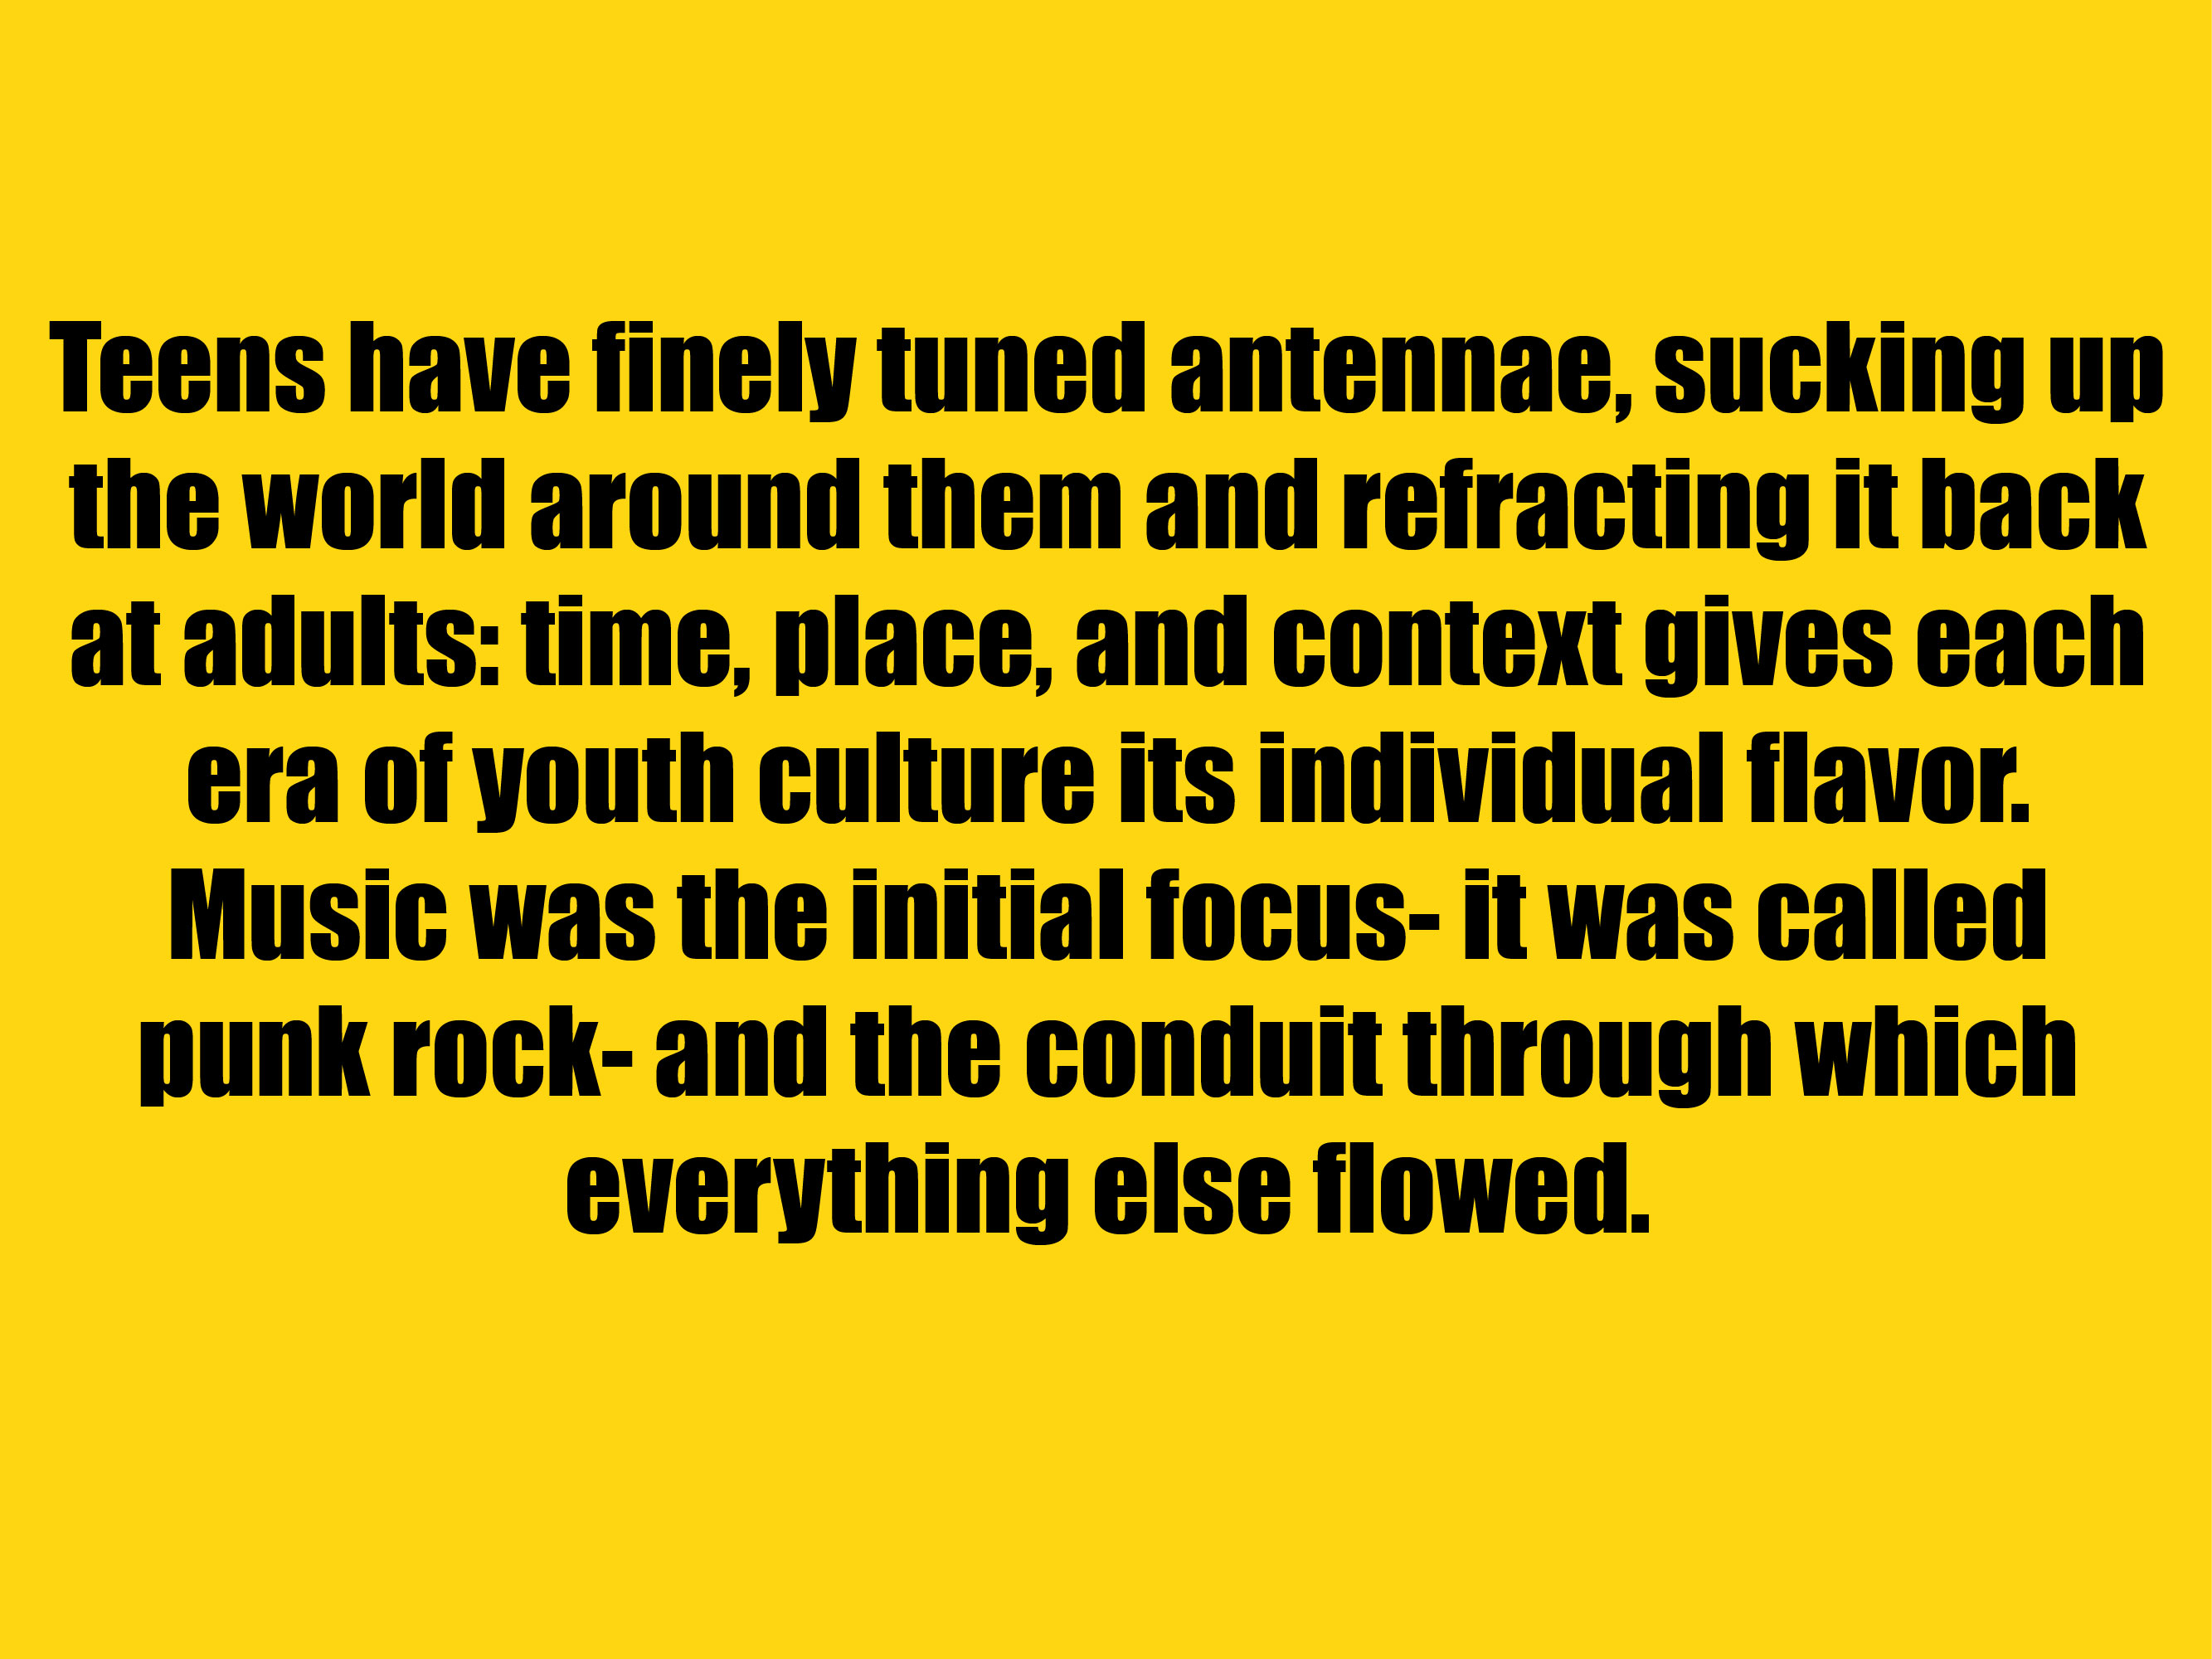 Teens have finely tuned antennae, sucking up
the world around them and refracting it back
at adults: time, place, and context gives each
era of youth culture its individual flavor.
Music was the initial focus- it was called
punk rock- and the conduit through which
everything else flowed.